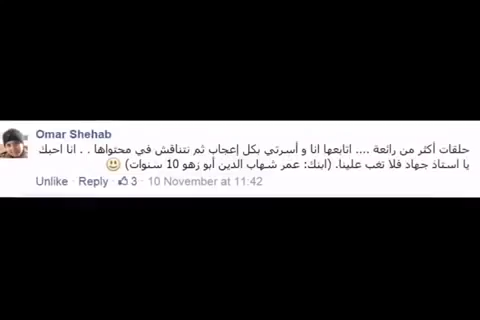 Omar Shehab
حلقات أكثر من رائعة .... اتابعها انا و أسرتي بكل إعجاب ثم نتناقش في محتواها . . انا احبك
يا استاذ جهاد فلا تغب علينا. (ابنك: عمر شهاب الدين أبو زهو 10 سنوات) 😃
Unlike · Reply · 👍 3 · 10 November at 11:42